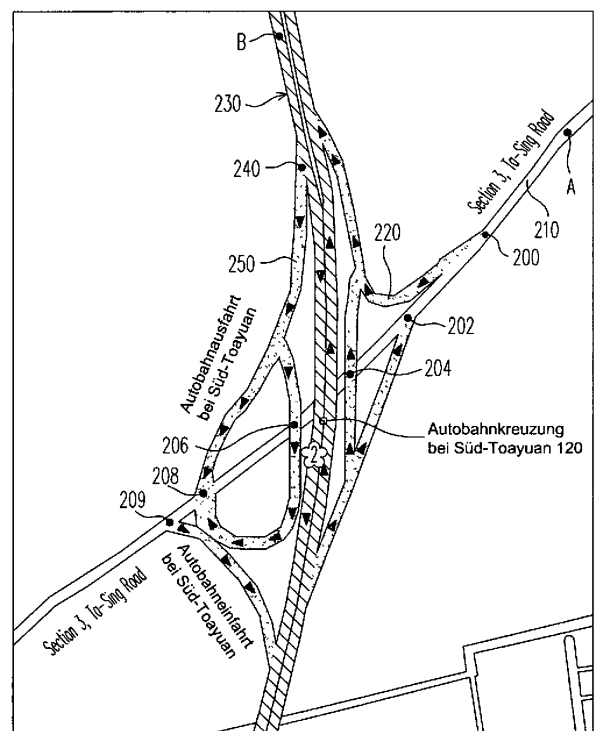 B
230
240
250
Section 3, Ta-Sing Road
A
210
220
200
202
204
Autobahnausfahrt
bei Süd-Toayuan
206
2
Autobahnkreuzung
bei Süd-Toayuan 120
208
209
Autobahneinfahrt
bei Süd-Toayuan
Section 3, Ta-Sing Road